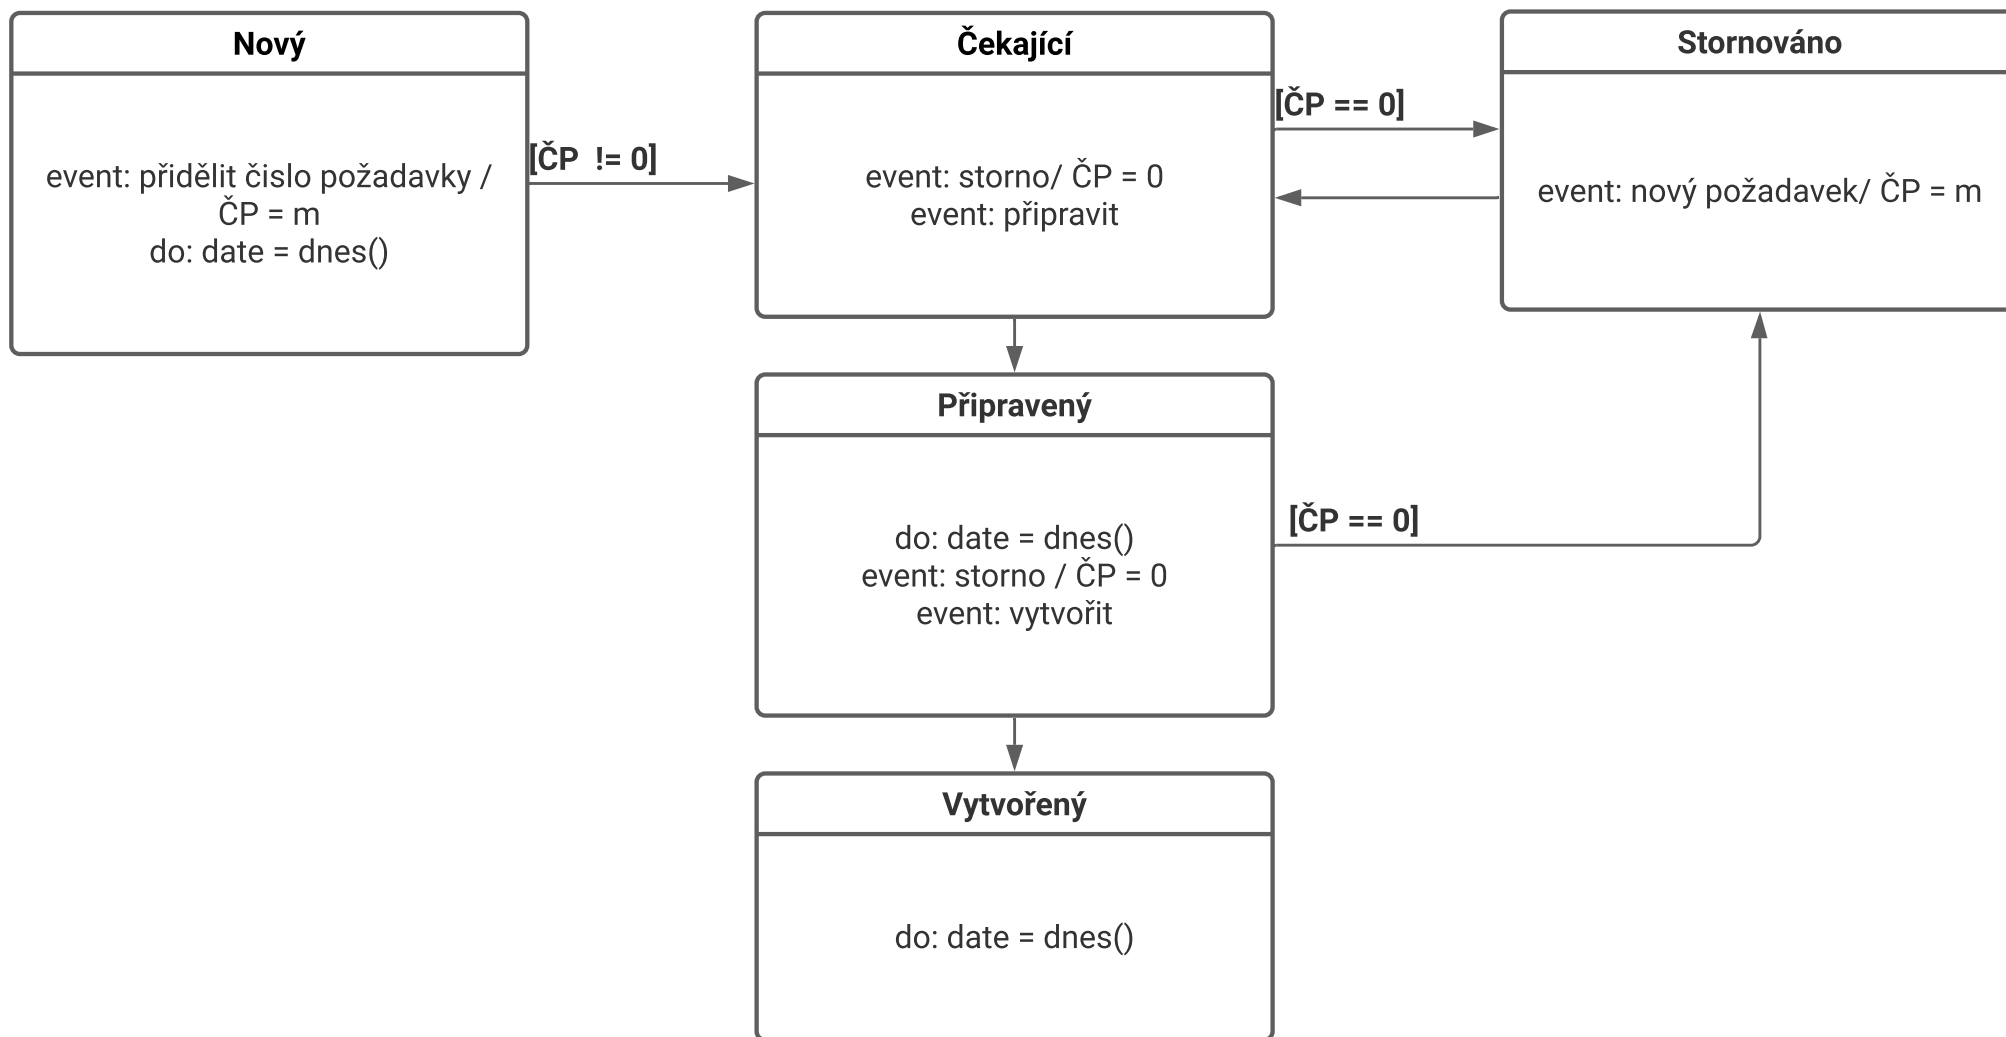 Nový
event: přidělit čislo požadavky /
ČP = m
do: date = dnes()
[ČP != 0]
Čekající
event: storno/ ČP = 0
event: připravit
[ČP == 0]
Stornováno
event: nový požadavek/ ČP = m
Připravený
do: date = dnes()
event: storno / ČP = 0
event: vytvořit
[ČP == 0]
Vytvořený
do: date = dnes()